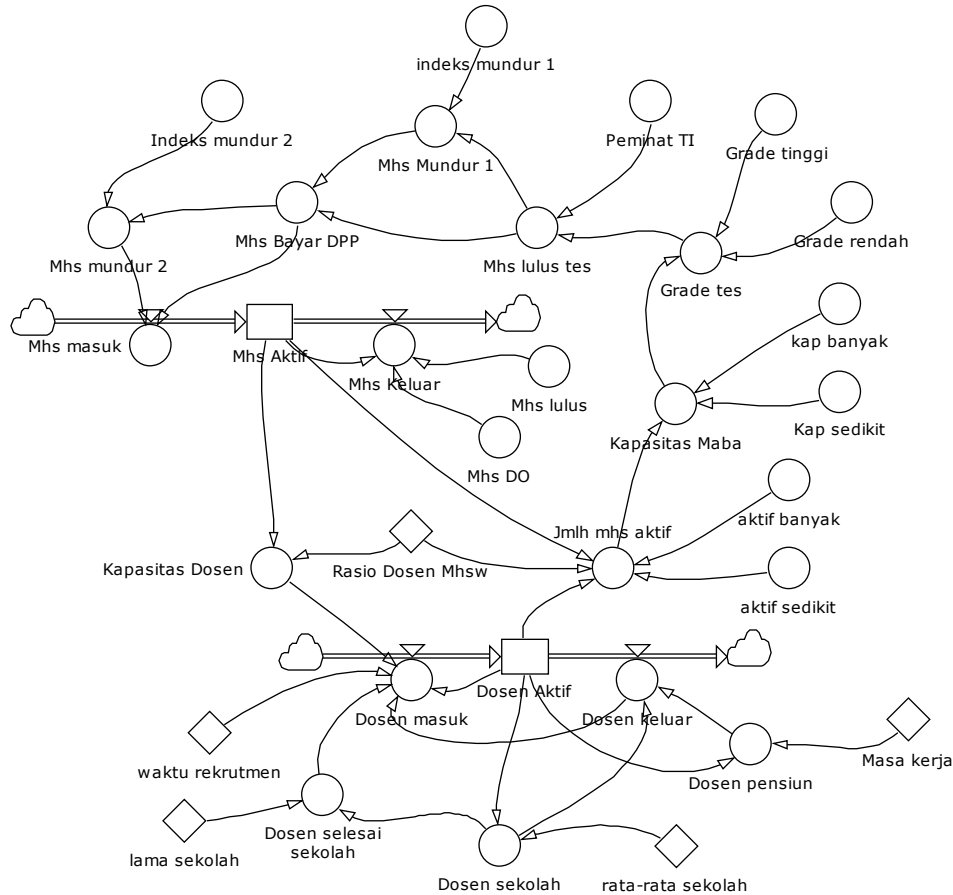 indeks mundur 1
Indeks mundur 2
Peminat TI
Grade tinggi
Mhs Mundur 1
Grade rendah
Mhs Bayar DPP
Mhs mundur 2
Mhs lulus tes
Grade tes
Mhs masuk
Mhs Aktif
Mhs Keluar
kap banyak
Mhs lulus
Kap sedikit
Kapasitas Maba
Mhs DO
aktif banyak
Jmlh mhs aktif
Kapasitas Dosen
Rasio Dosen Mhsw
aktif sedikit
Dosen Aktif
Dosen masuk
Dosen keluar
waktu rekrutmen
Masa kerja
Dosen pensiun
Dosen selesai
sekolah
lama sekolah
Dosen sekolah
rata-rata sekolah